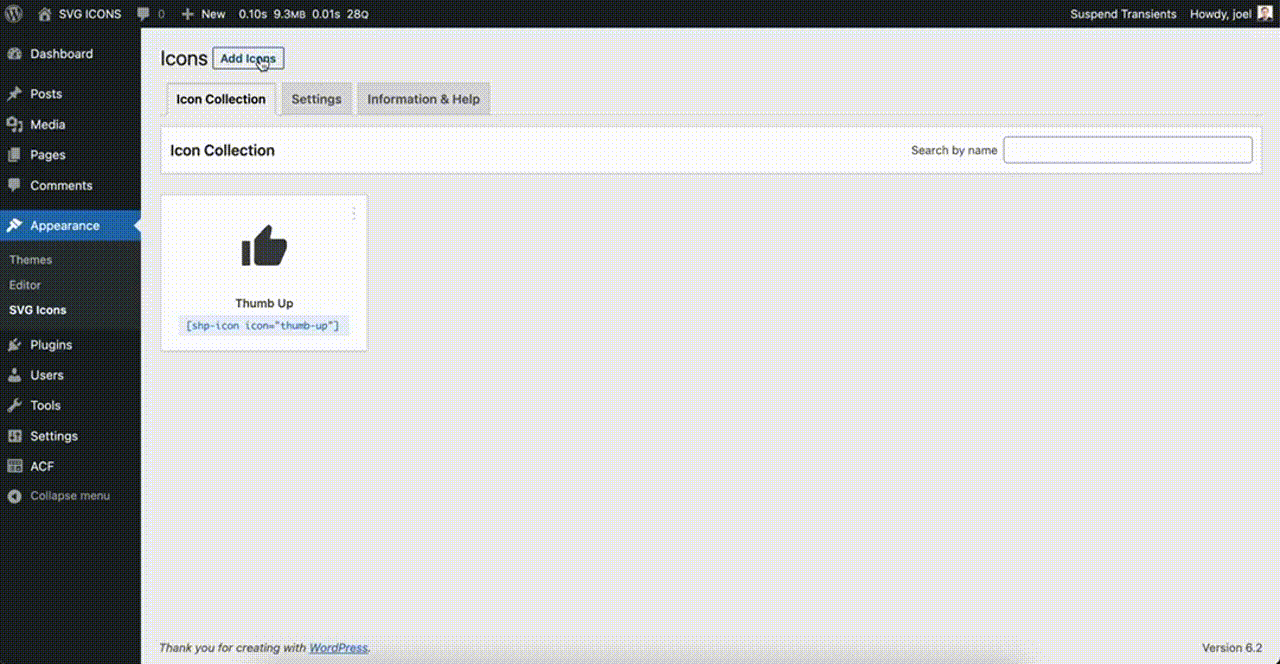 SVG ICONS 0 New 0.10s 9.3MB 0.01s 28Q Suspend Transients Howdy, joel
Dashboard
Posts
Media
Pages
Comments
Appearance
Themes
Editor
SVG Icons
Plugins
Users
Tools
Settings
ACF
Collapse menu
Icons Add Icons
Icon Collection Settings Information & Help
Icon Collection Search by name
Thumb Up
[shp-icon icon="thumb-up"]
Thank you for creating with WordPress. Version 6.2